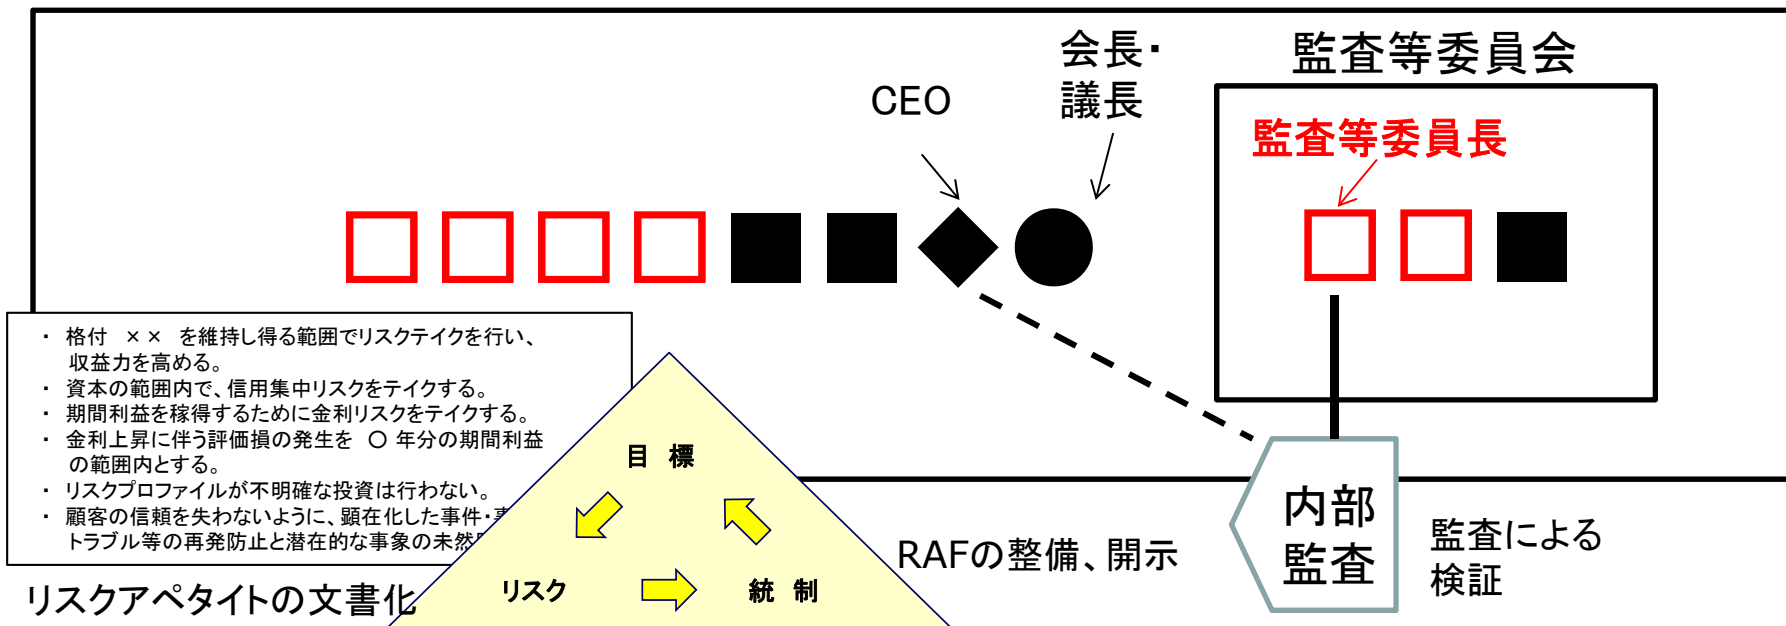 会長・
議長
CEO
監査等委員会
監査等委員長
・ 格付 ×× を維持し得る範囲でリスクテイクを行い、
収益力を高める。
・ 資本の範囲内で、信用集中リスクをテイクする。
・ 期間利益を稼得するために金利リスクをテイクする。
・ 金利上昇に伴う評価損の発生を ○ 年分の期間利益
の範囲内とする。
・ リスクプロファイルが不明確な投資は行わない。
・ 顧客の信頼を失わないように、顕在化した事件・
トラブル等の再発防止と潜在的な事象の未然
リスクアペタイトの文書化
目 標
リスク
統 制
RAFの整備、開示
内部
監査
監査による
検証